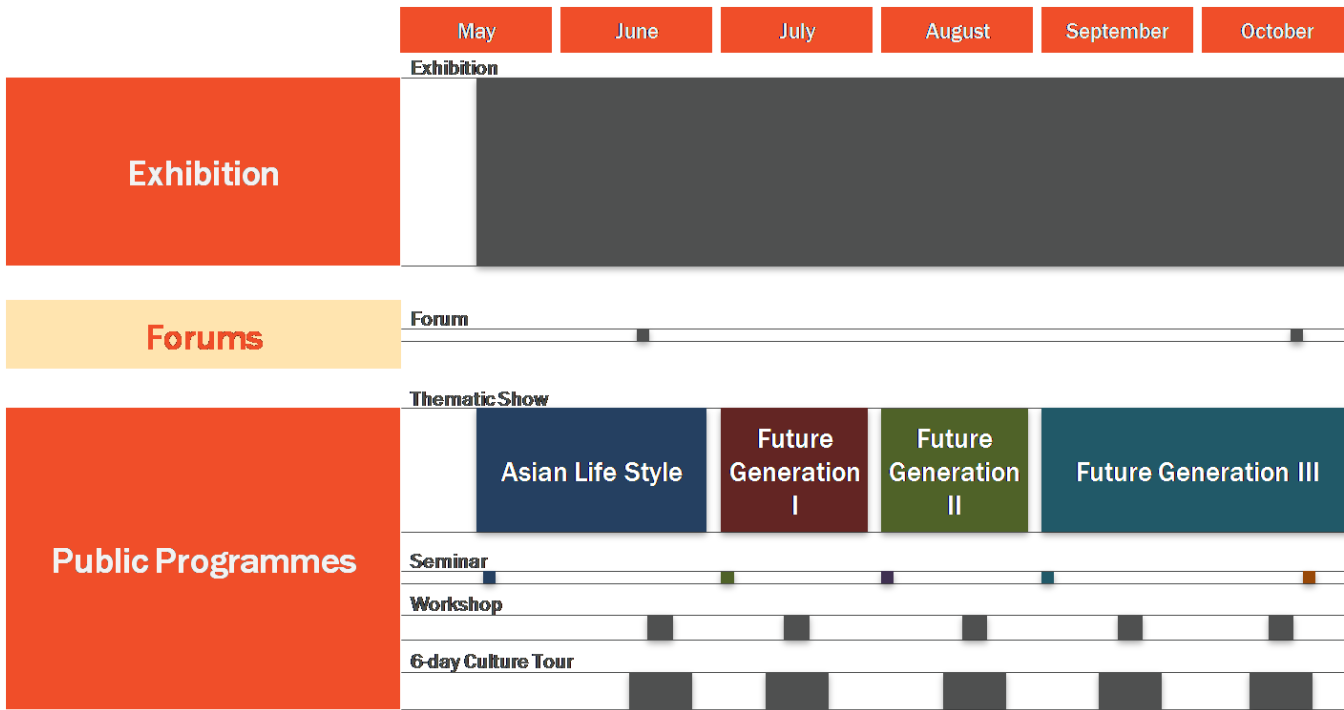 May June July August September October
Exhibition
Exhibition
Forum
Forums
Thematic Show
Asian Life Style
Future
Generation
I
Future
Generation
II
Future Generation III
Public Programmes
Seminar
Workshop
6-day Culture Tour